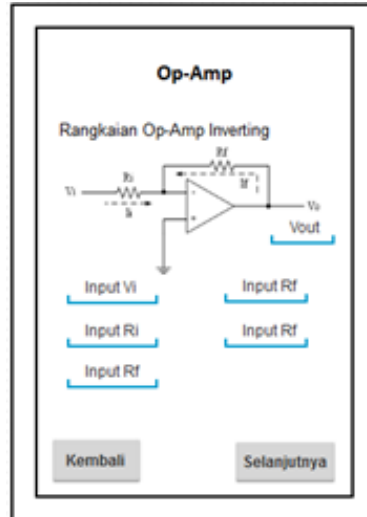 Op-Amp
Rangkaian Op-Amp Inverting
Rf
Ri
If
Vi
Vo
Vout
Input Vi
Input Rf
Input Ri
Input Rf
Input Rf
Kembali
Selanjutnya